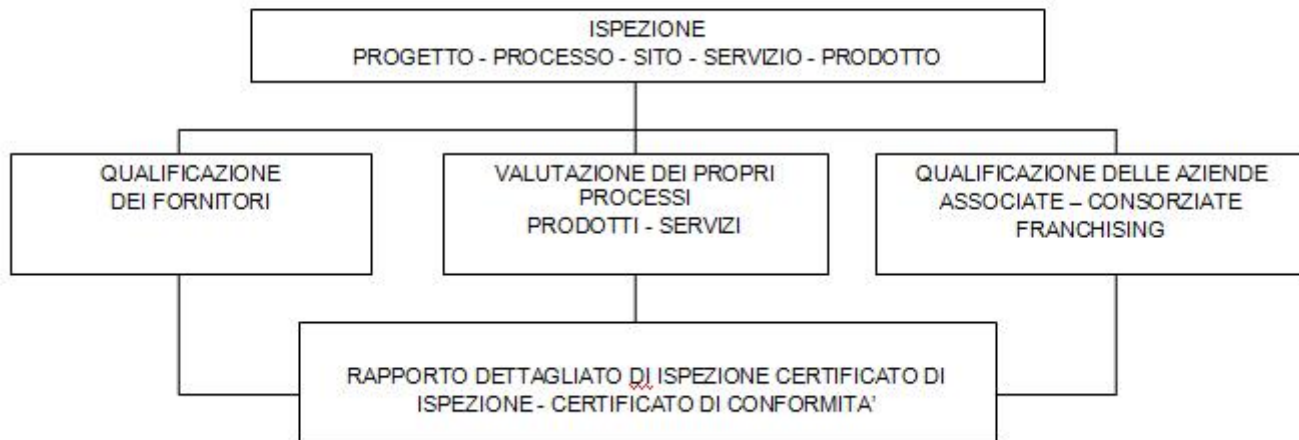 ISPEZIONE
PROGETTO - PROCESSO - SITO - SERVIZIO - PRODOTTO
QUALIFICAZIONE
DEI FORNITORI
VALUTAZIONE DEI PROPRI
PROCESSI
PRODOTTI - SERVIZI
QUALIFICAZIONE DELLE AZIENDE
ASSOCIATE – CONSORZIATE
FRANCHISING
RAPPORTO DETTAGLIATO DI ISPEZIONE CERTIFICATO DI
ISPEZIONE - CERTIFICATO DI CONFORMITA’